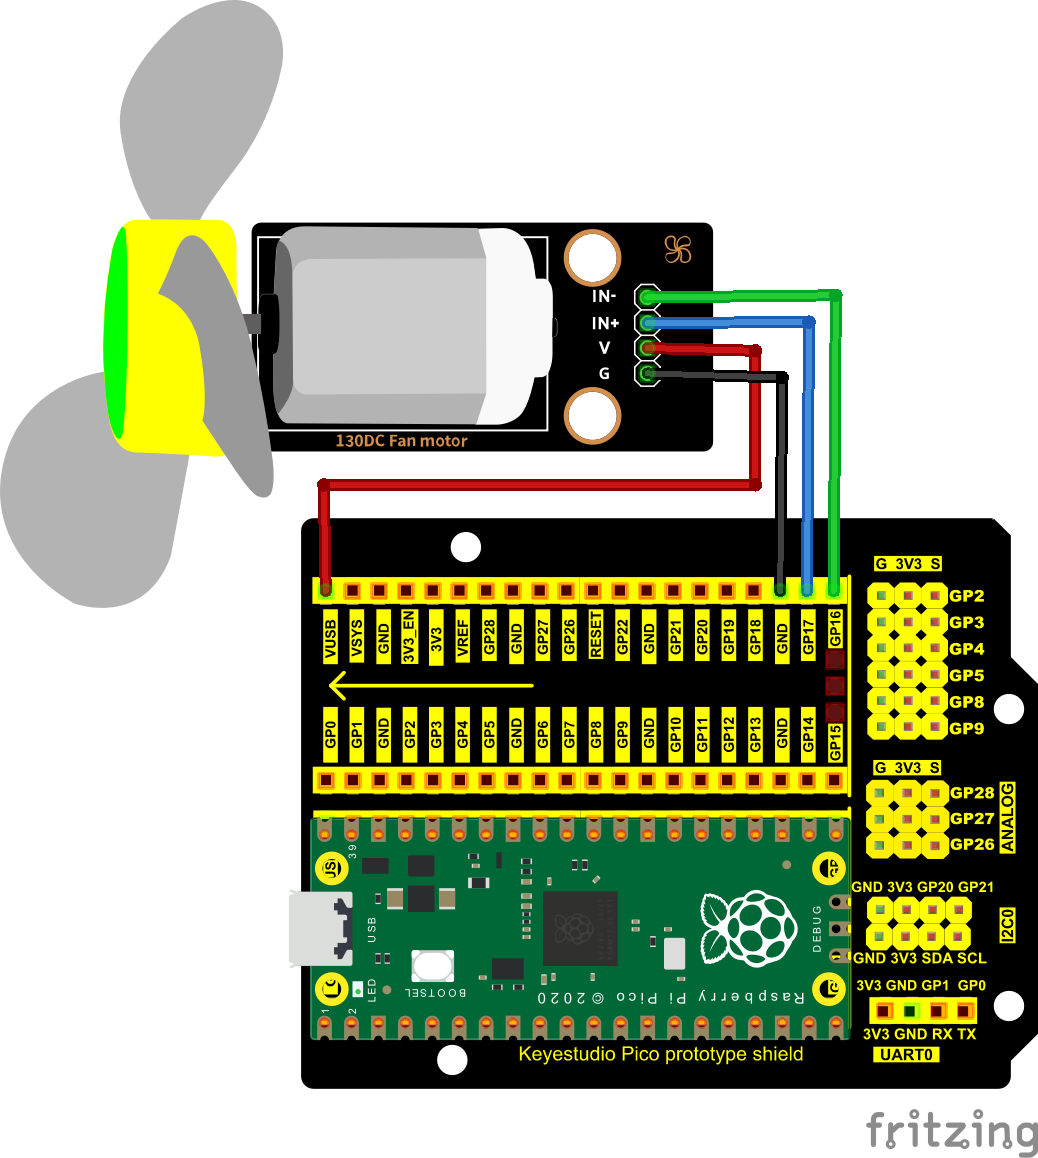 IN-
IN+
V
G
130DC Fan motor
G 3V3 S
GP2
GP3
GP4
GP5
GP8
GP9
VUSB
VSYS
GND
3V3_EN
3V3
VREF
GP28
GND
GP27
GP26
RESET
GP22
GND
GP21
GP20
GP19
GP18
GND
GP17
GP16
GP0
GP1
GND
GP2
GP3
GP4
GP5
GND
GP6
GP7
GP8
GP9
GND
GP10
GP11
GP12
GP13
GND
GP14
GP15
G 3V3 S
GP28
GP27
GP26
ANALOG
39
USB
DEBUG
LED
1
2
BOOTSEL
Raspberry Pi Pico © 2020
GND 3V3 GP20 GP21
I2C0
GND 3V3 SDA SCL
3V3 GND GP1 GP0
3V3 GND RX TX
UART0
Keyestudio Pico prototype shield
fritzing